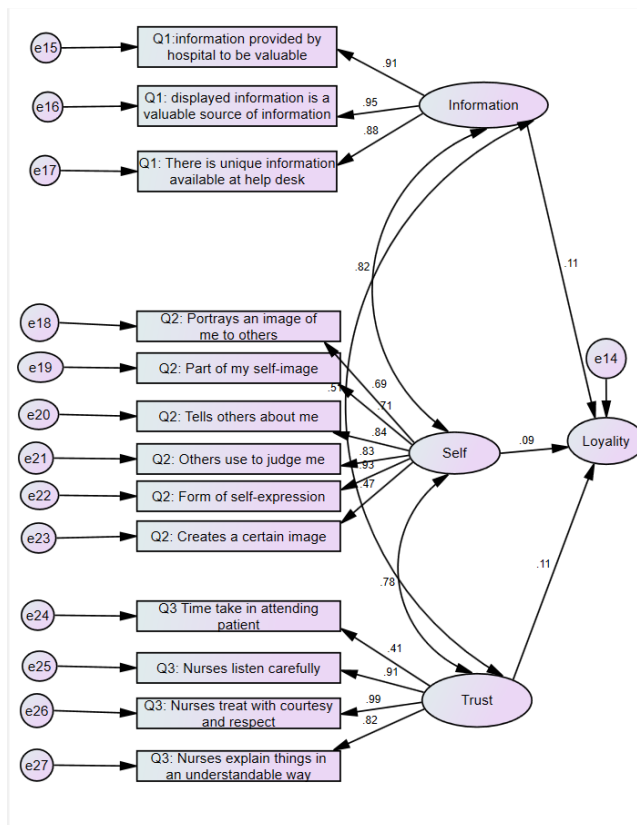 e15
Q1:information provided by
hospital to be valuable
.91
e16
Q1: displayed information is a
valuable source of information
.95
Information
e17
Q1: There is unique information
available at help desk
.88
.82
.11
e18
Q2: Portrays an image of
me to others
.69
e14
e19
Q2: Part of my self-image
.51
.71
e20
Q2: Tells others about me
.84
Self
.09
Loyality
e21
Q2: Others use to judge me
.83
e22
Q2: Form of self-expression
.93
e23
Q2: Creates a certain image
.47
.78
.11
e24
Q3 Time take in attending
patient
.41
e25
Q3: Nurses listen carefully
.91
e26
Q3: Nurses treat with courtesy
and respect
.99
Trust
e27
Q3: Nurses explain things in
an understandable way
.82